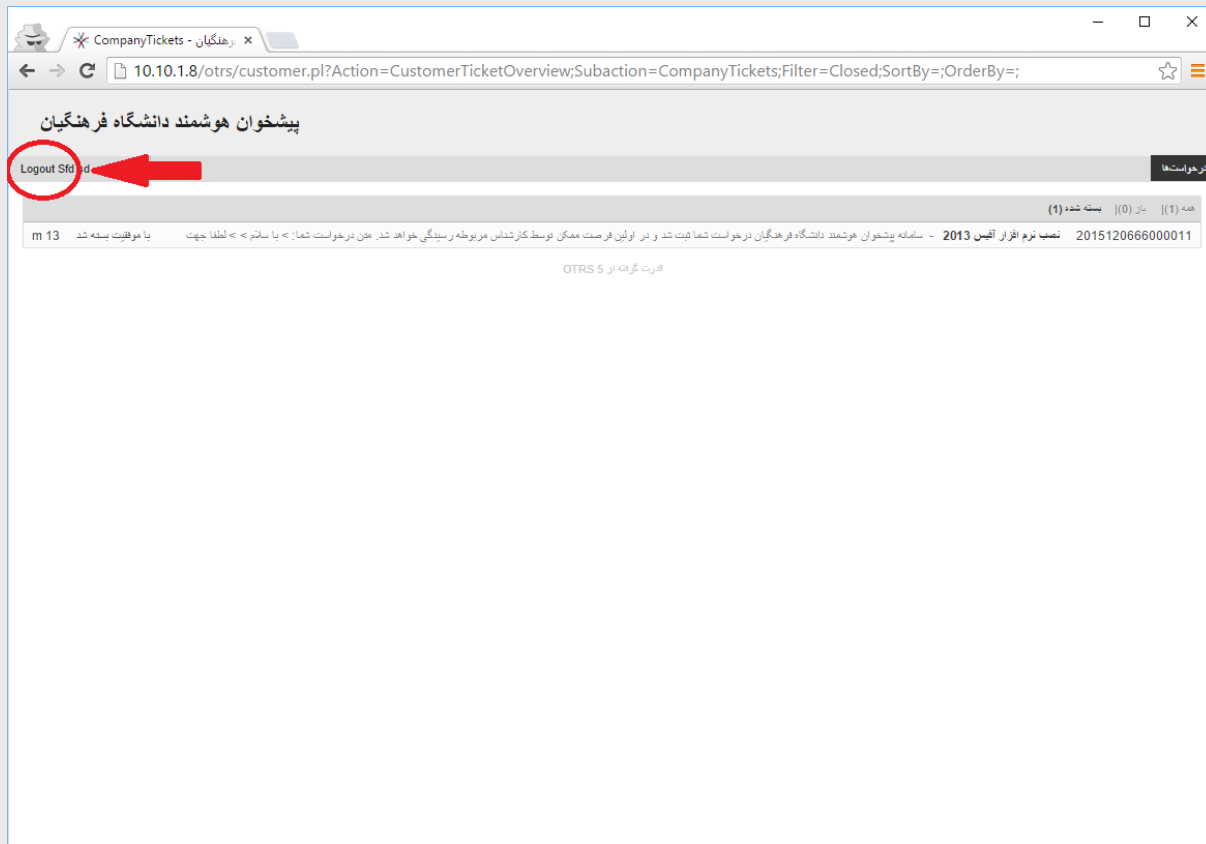 CompanyTickets - رهنگیان
10.10.1.8/otrs/customer.pl?Action=CustomerTicketOverview;Subaction=CompanyTickets;Filter=Closed;SortBy=;OrderBy=;
پیشخوان هوشمند دانشگاه فرهنگیان
درخواست‌ها
Logout Sfd
همه (1)| باز (0)| بسته شده (1)
2015120666000011 نصب نرم افزار آفیس 2013 - سامانه پیشخوان هوشمند دانشگاه فرهنگیان درخواست شما ثبت شد و در اولین فرصت ممکن توسط کارشناس مربوطه رسیدگی خواهد شد. متن درخواست شما: > با سلام > > لطفا جهت با موفقیت بسته شد 13 m
قدرت گرفته از OTRS 5